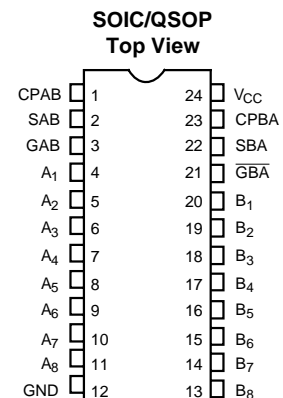 SOIC/QSOP
Top View
CPAB 1 24 VCC
SAB 2 23 CPBA
GAB 3 22 SBA
A1 4 21 G̅B̅A̅
A2 5 20 B1
A3 6 19 B2
A4 7 18 B3
A5 8 17 B4
A6 9 16 B5
A7 10 15 B6
A8 11 14 B7
GND 12 13 B8